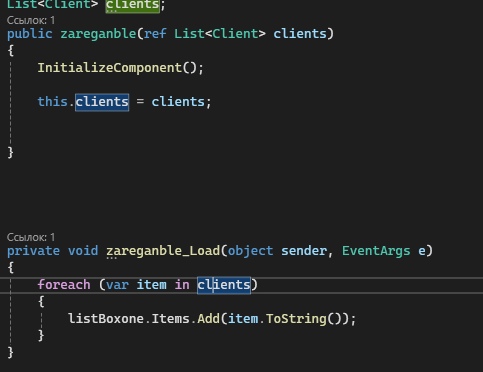 List<Client> clients;
Ссылок: 1
public zareganble(ref List<Client> clients)
{
InitializeComponent();
this.clients = clients;
}
Ссылок: 1
private void zareganble_Load(object sender, EventArgs e)
{
foreach (var item in clients)
{
listBoxone.Items.Add(item.ToString());
}
}